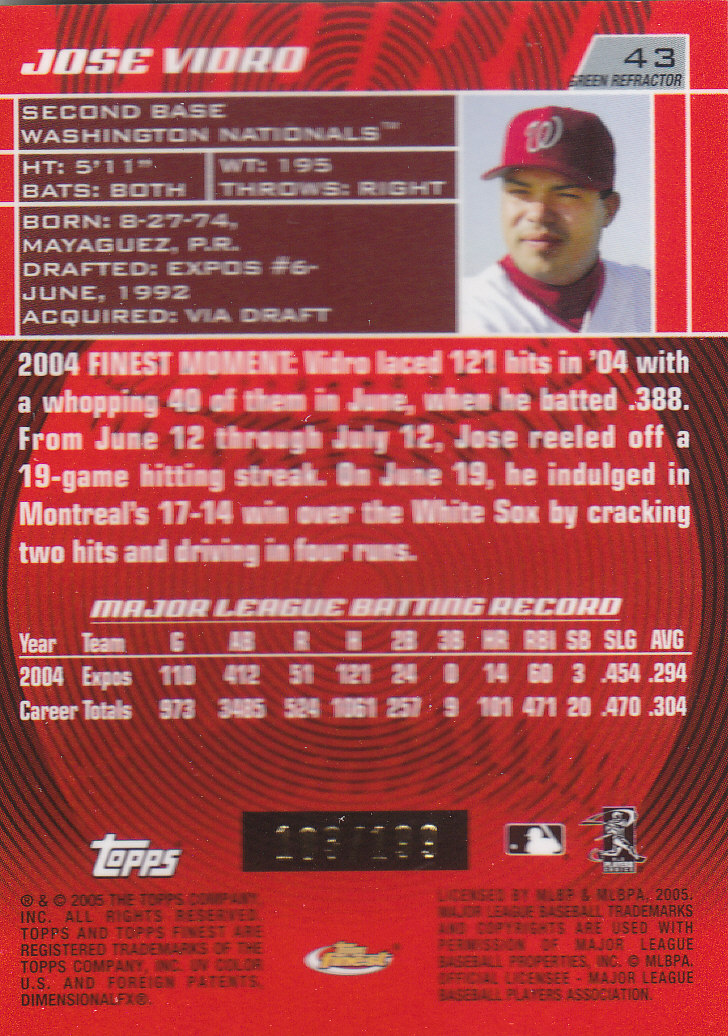 JOSE VIDRO
43
GREEN REFRACTOR
SECOND BASE
WASHINGTON NATIONALS™
HT: 5'11" WT: 195
BATS: BOTH THROWS: RIGHT
BORN: 8-27-74,
MAYAGUEZ, P.R.
DRAFTED: EXPOS #6-
JUNE, 1992
ACQUIRED: VIA DRAFT
W
2004 FINEST MOMENT: Vidro laced 121 hits in '04 with
a whopping 40 of them in June, when he batted .388.
From June 12 through July 12, Jose reeled off a
19-game hitting streak. On June 19, he indulged in
Montreal's 17-14 win over the White Sox by cracking
two hits and driving in four runs.
MAJOR LEAGUE BATTING RECORD
Year Team G AB R H 2B 3B HR RBI SB SLG AVG
2004 Expos 110 412 51 121 24 0 14 60 3 .454 .294
Career Totals 973 3485 524 1061 257 9 101 471 20 .470 .304
topps
/199
® & © 2005 THE TOPPS COMPANY,
INC. ALL RIGHTS RESERVED.
TOPPS AND TOPPS FINEST ARE
REGISTERED TRADEMARKS OF THE
TOPPS COMPANY, INC. UV COLOR
U.S. AND FOREIGN PATENTS.
DIMENSIONALFX®.
Topps
finest
LICENSED BY MLBP & MLBPA, 2005.
MAJOR LEAGUE BASEBALL TRADEMARKS
AND COPYRIGHTS ARE USED WITH
PERMISSION OF MAJOR LEAGUE
BASEBALL PROPERTIES, INC. © MLBPA.
OFFICIAL LICENSEE - MAJOR LEAGUE
BASEBALL PLAYERS ASSOCIATION.